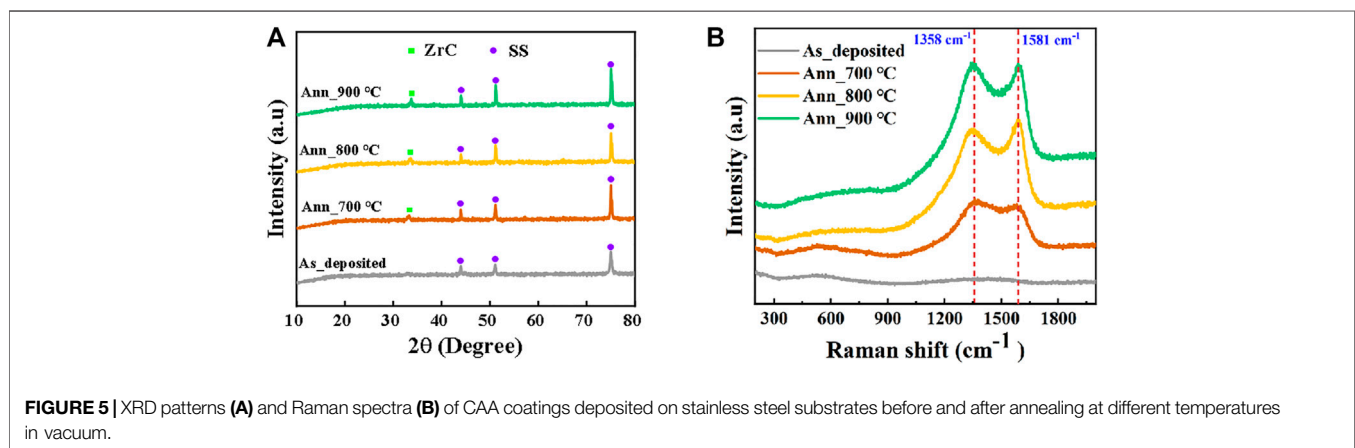 A
ZrC SS
Ann_900 °C
Ann_800 °C
Ann_700 °C
As_deposited
Intensity (a.u)
10 20 30 40 50 60 70 80
2θ (Degree)
B
1358 cm-1 1581 cm-1
As_deposited
Ann_700 °C
Ann_800 °C
Ann_900 °C
Intensity (a.u)
300 600 900 1200 1500 1800
Raman shift (cm-1 )
FIGURE 5 | XRD patterns (A) and Raman spectra (B) of CAA coatings deposited on stainless steel substrates before and after annealing at different temperatures
in vacuum.